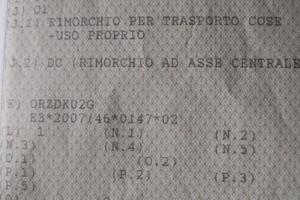 (J) 01
(J.1) RIMORCHIO PER TRASPORTO COSE
-USO PROPRIO
(J.2) DC (RIMORCHIO AD ASSE CENTRALE
(K) ORZDK02G
E3*2007/46*0147*02
(L) 1 (N.1) (N.2)
(N.3) (N.4) (N.5)
(O.1) (O.2)
(P.1) (P.2) (P.3)
(P.5)